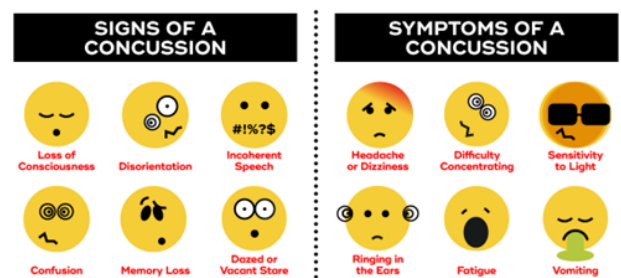 SIGNS OF A
CONCUSSION
Loss of
Consciousness
Disorientation
#!%?$
Incoherent
Speech
Confusion
Memory Loss
Dazed or
Vacant Stare
SYMPTOMS OF A
CONCUSSION
Headache
or Dizziness
Difficulty
Concentrating
Sensitivity
to Light
Ringing in
the Ears
Fatigue
Vomiting